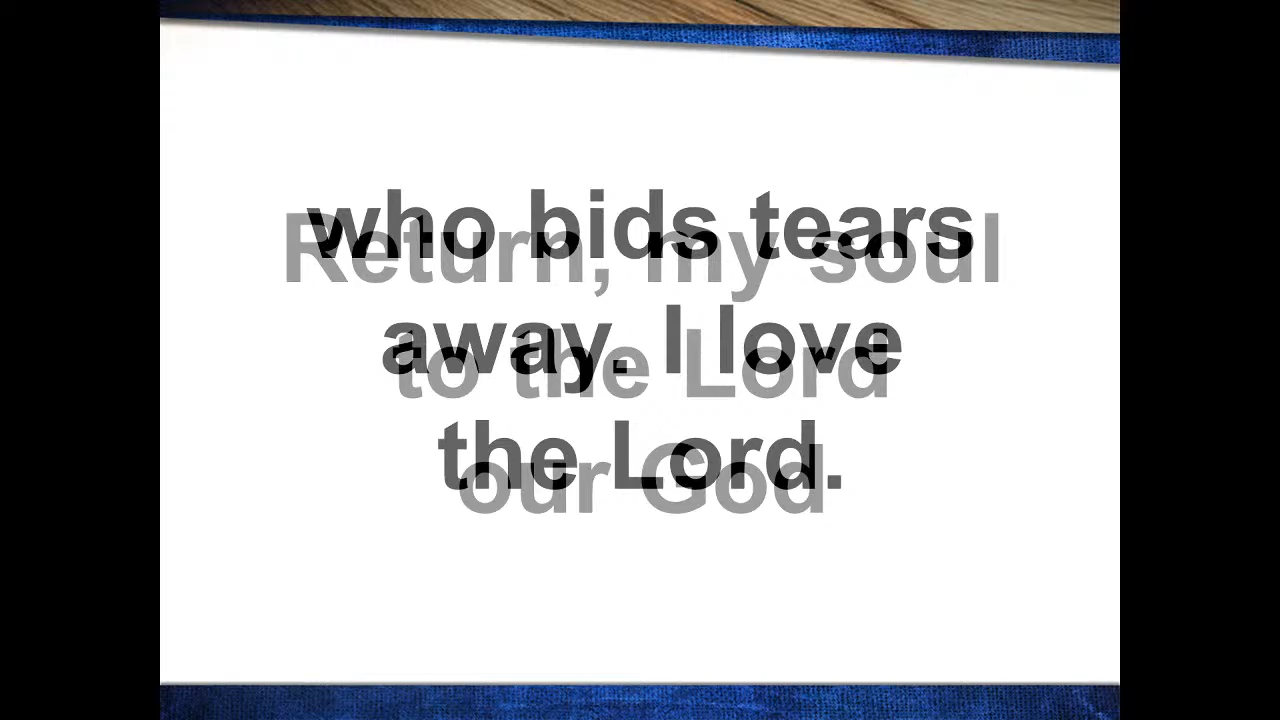 who bids tears
away. I love
the Lord.
Return, my soul
to the Lord
our God